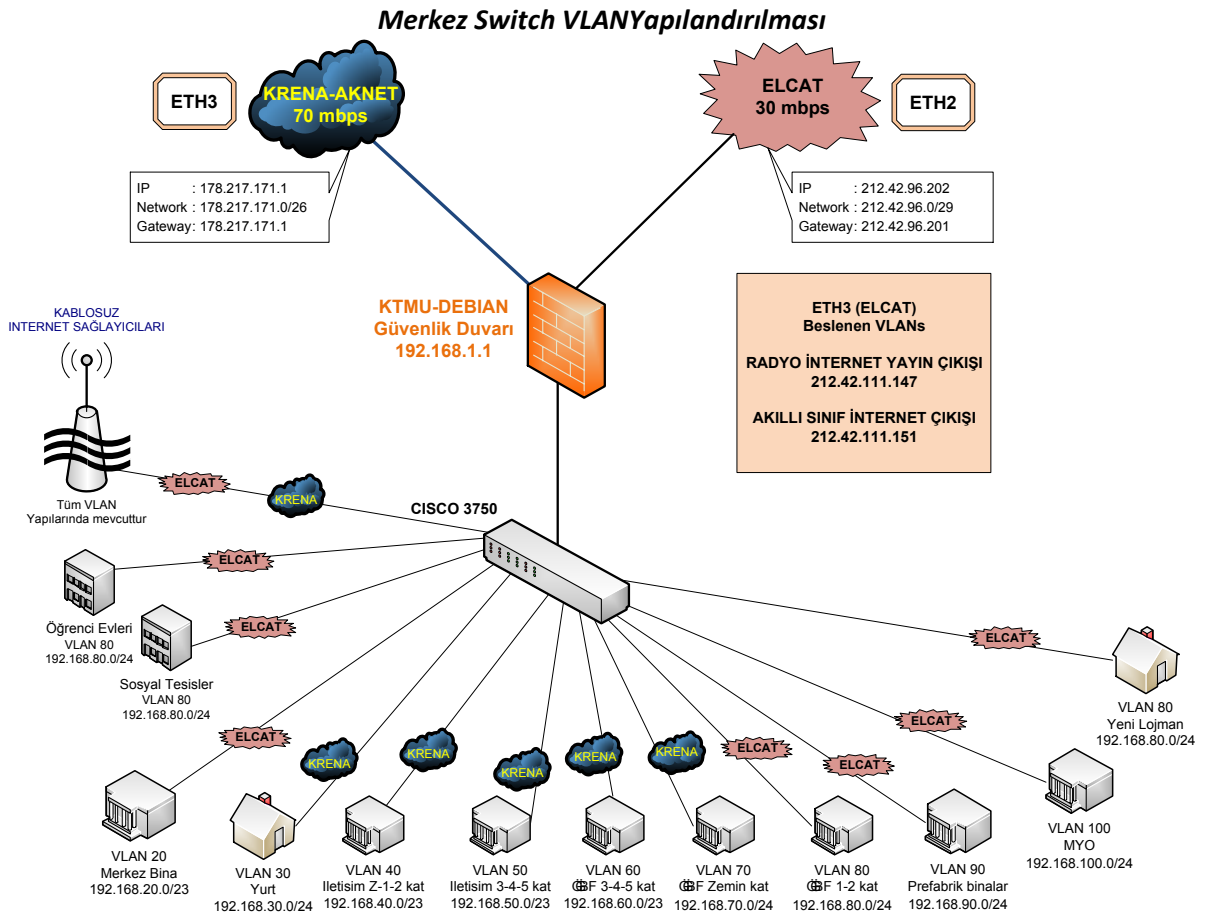 Merkez Switch VLANYapılandırılması
ETH3
KRENA-AKNET
70 mbps
ELCAT
30 mbps
ETH2
IP : 178.217.171.1
Network : 178.217.171.0/26
Gateway: 178.217.171.1
IP : 212.42.96.202
Network : 212.42.96.0/29
Gateway: 212.42.96.201
KTMU-DEBIAN
Güvenlik Duvarı
192.168.1.1
ETH3 (ELCAT)
Beslenen VLANs
RADYO İNTERNET YAYIN ÇIKIŞI
212.42.111.147
AKILLI SINIF İNTERNET ÇIKIŞI
212.42.111.151
KABLOSUZ
INTERNET SAĞLAYICILARI
Tüm VLAN
Yapılarında mevcuttur
ELCAT
KRENA
CISCO 3750
ELCAT
Öğrenci Evleri
VLAN 80
192.168.80.0/24
ELCAT
Sosyal Tesisler
VLAN 80
192.168.80.0/24
ELCAT
VLAN 80
Yeni Lojman
192.168.80.0/24
ELCAT
VLAN 20
Merkez Bina
192.168.20.0/23
KRENA
VLAN 30
Yurt
192.168.30.0/24
KRENA
VLAN 40
Iletisim Z-1-2 kat
192.168.40.0/23
KRENA
VLAN 50
Iletisim 3-4-5 kat
192.168.50.0/23
KRENA
VLAN 60
3-4-5 kat
192.168.60.0/23
KRENA
VLAN 70
Zemin kat
192.168.70.0/24
ELCAT
VLAN 80
1-2 kat
192.168.80.0/24
ELCAT
VLAN 90
Prefabrik binalar
192.168.90.0/24
ELCAT
VLAN 100
MYO
192.168.100.0/24